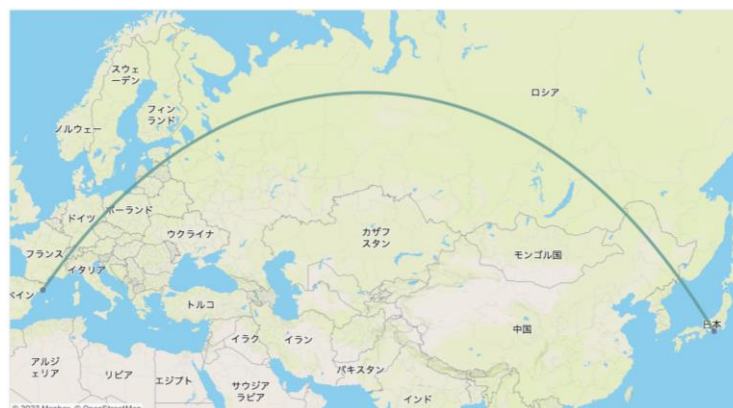 スウェ
ーデン
フィン
ランド
ノルウェー
ロシア
ドイツ
ポーランド
ウクライナ
フランス
イタリア
ペイン
カザフ
スタン
モンゴル国
トルコ
日本
中国
イラク
イラン
アルジ
ェリア
リビア
エジプト
サウジア
ラビア
パキスタン
インド
© 2023 Mapbox © OpenStreetMap